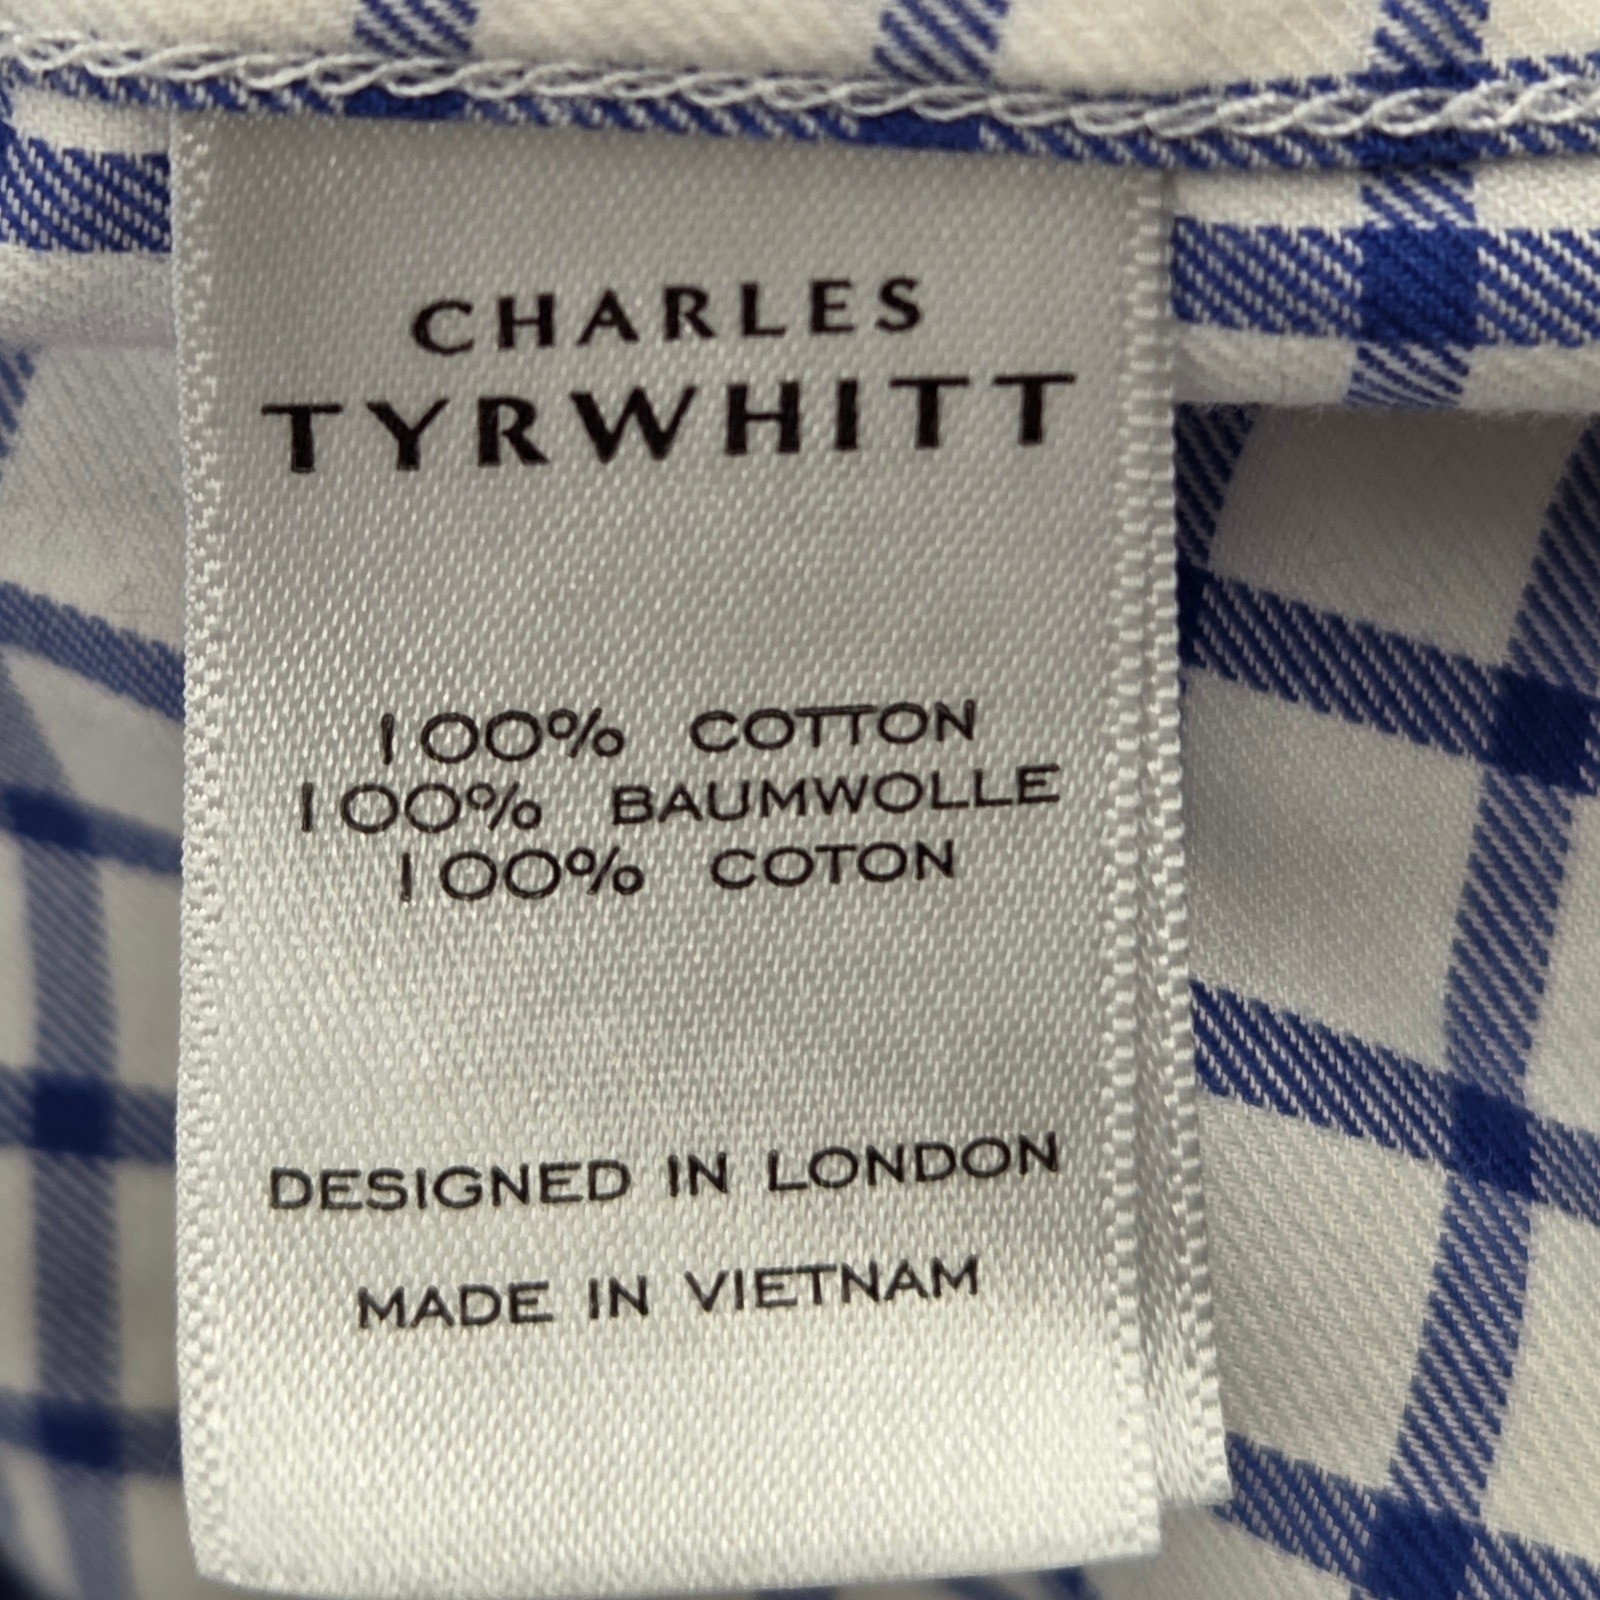 CHARLES
TYRWHITT
100% COTTON
100% BAUMWOLLE
100% COTON
DESIGNED IN LONDON
MADE IN VIETNAM